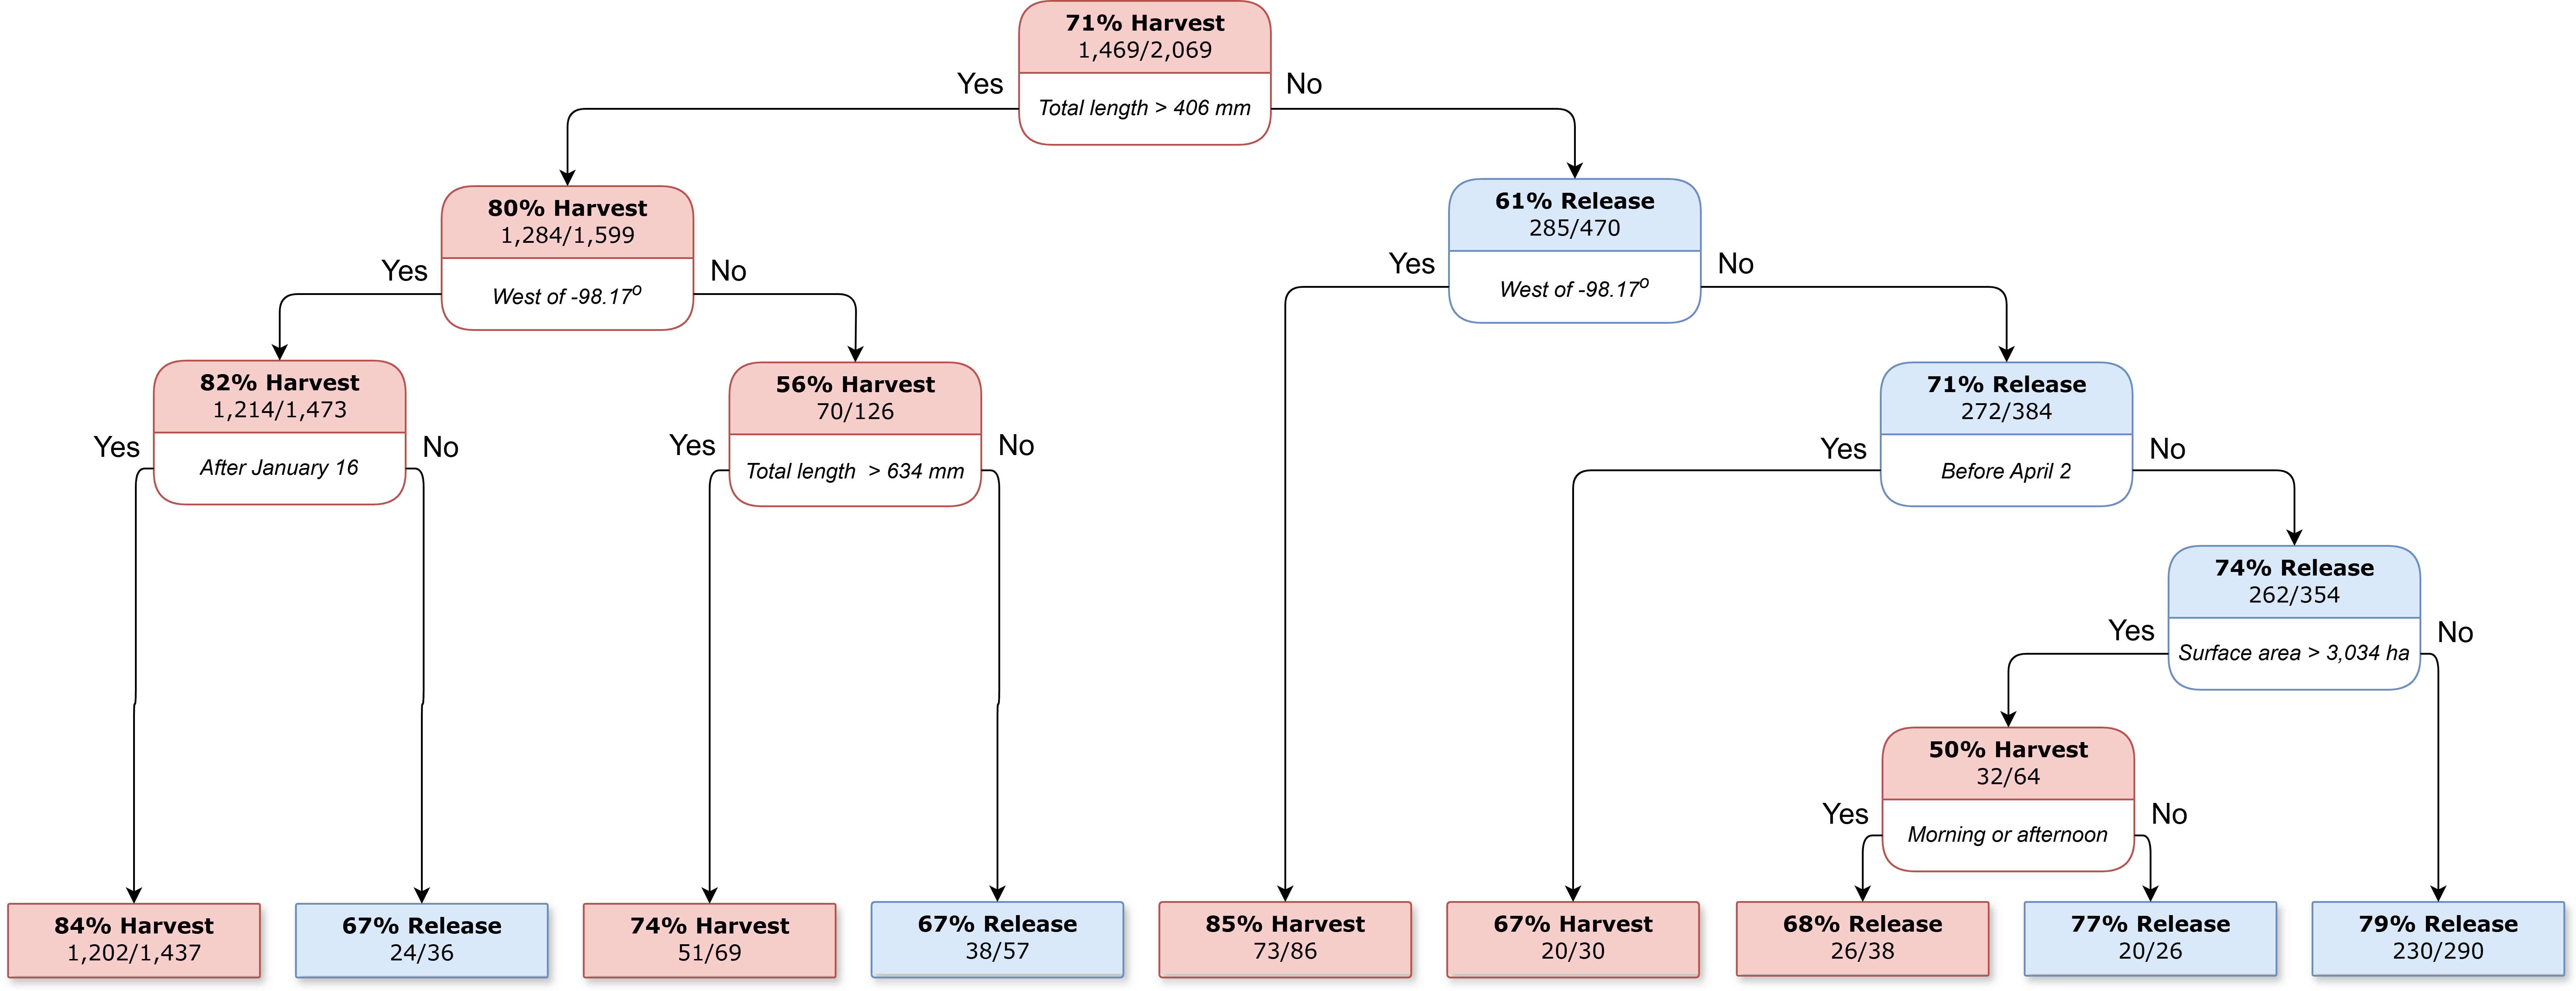 71% Harvest
1,469/2,069
Yes
No
Total length > 406 mm
80% Harvest
1,284/1,599
Yes
No
West of -98.17o
61% Release
285/470
Yes
No
West of -98.17o
82% Harvest
1,214/1,473
Yes
No
After January 16
56% Harvest
70/126
Yes
No
Total length > 634 mm
71% Release
272/384
Yes
No
Before April 2
74% Release
262/354
Yes
No
Surface area > 3,034 ha
50% Harvest
32/64
Yes
No
Morning or afternoon
84% Harvest
1,202/1,437
67% Release
24/36
74% Harvest
51/69
67% Release
38/57
85% Harvest
73/86
67% Harvest
20/30
68% Release
26/38
77% Release
20/26
79% Release
230/290